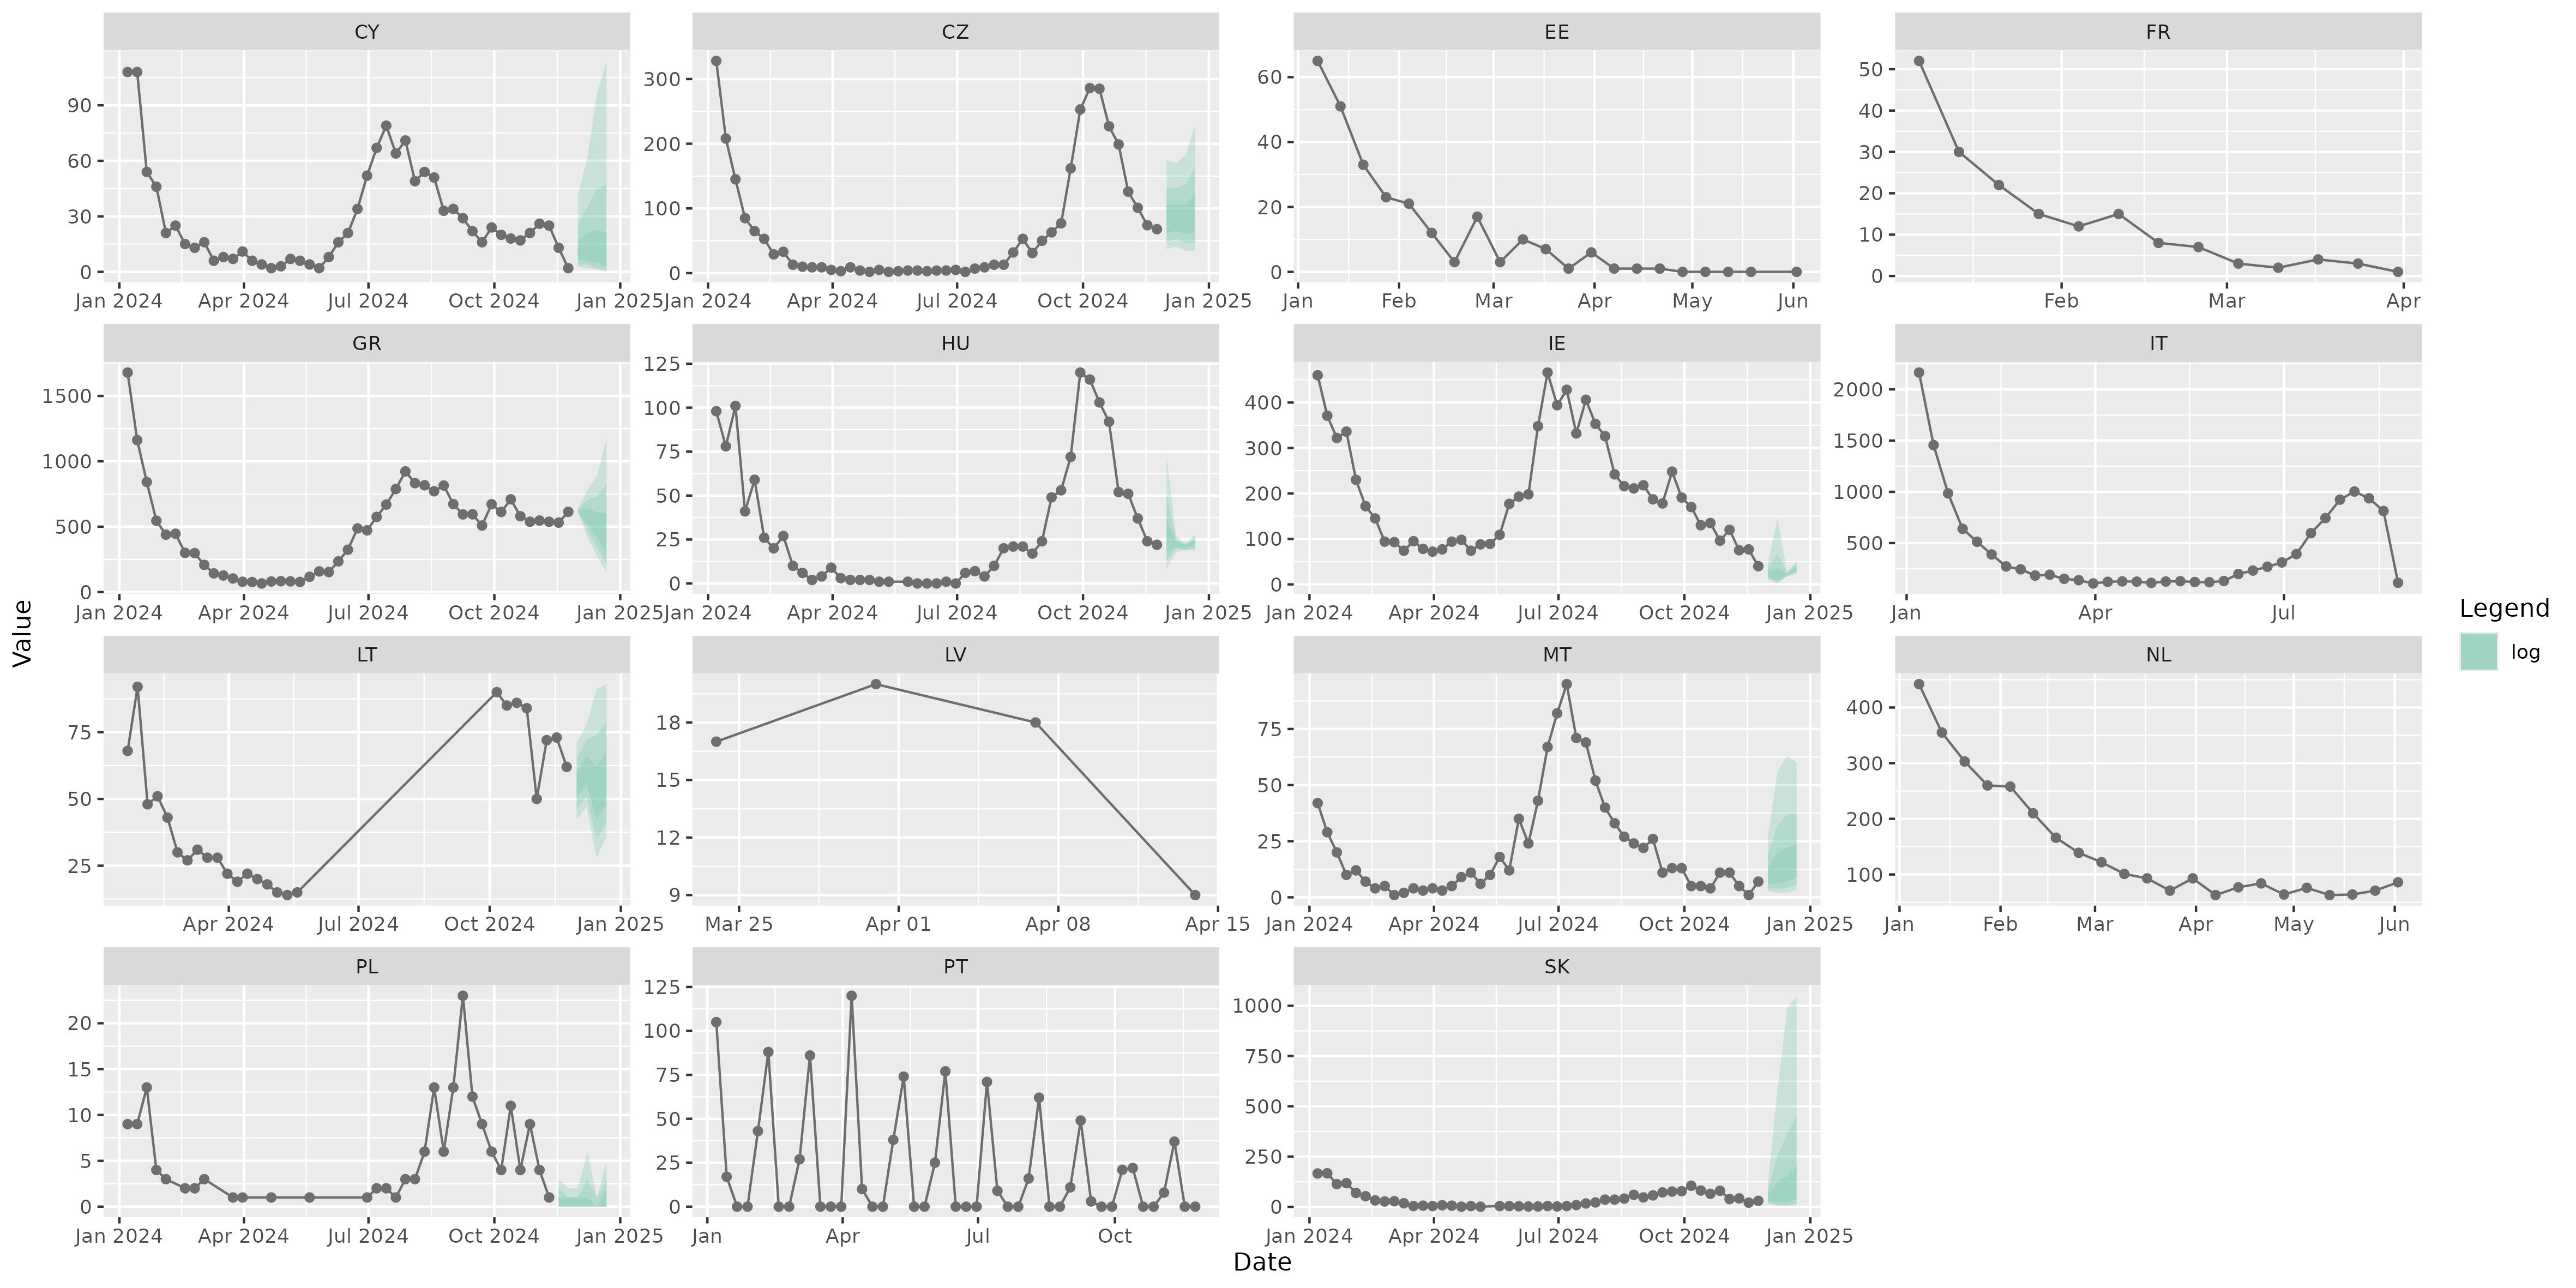 CY CZ EE FR
90 60 30 0
Jan 2024 Apr 2024 Jul 2024 Oct 2024 Jan 2025
300 200 100 0
Jan 2024 Apr 2024 Jul 2024 Oct 2024 Jan 2025
60 40 20 0
Jan Feb Mar Apr May Jun
50 40 30 20 10 0
Feb Mar Apr
GR HU IE IT
1500 1000 500 0
Jan 2024 Apr 2024 Jul 2024 Oct 2024 Jan 2025
125 100 75 50 25 0
Jan 2024 Apr 2024 Jul 2024 Oct 2024 Jan 2025
400 300 200 100 0
Jan 2024 Apr 2024 Jul 2024 Oct 2024 Jan 2025
2000 1500 1000 500
Jan Apr Jul
Value
Legend
log
LT LV MT NL
75 50 25
Apr 2024 Jul 2024 Oct 2024 Jan 2025
18 15 12 9
Mar 25 Apr 01 Apr 08 Apr 15
75 50 25 0
Jan 2024 Apr 2024 Jul 2024 Oct 2024 Jan 2025
400 300 200 100
Jan Feb Mar Apr May Jun
PL PT SK
20 15 10 5 0
Jan 2024 Apr 2024 Jul 2024 Oct 2024 Jan 2025
125 100 75 50 25 0
Jan Apr Jul Oct
1000 750 500 250 0
Jan 2024 Apr 2024 Jul 2024 Oct 2024 Jan 2025
Date